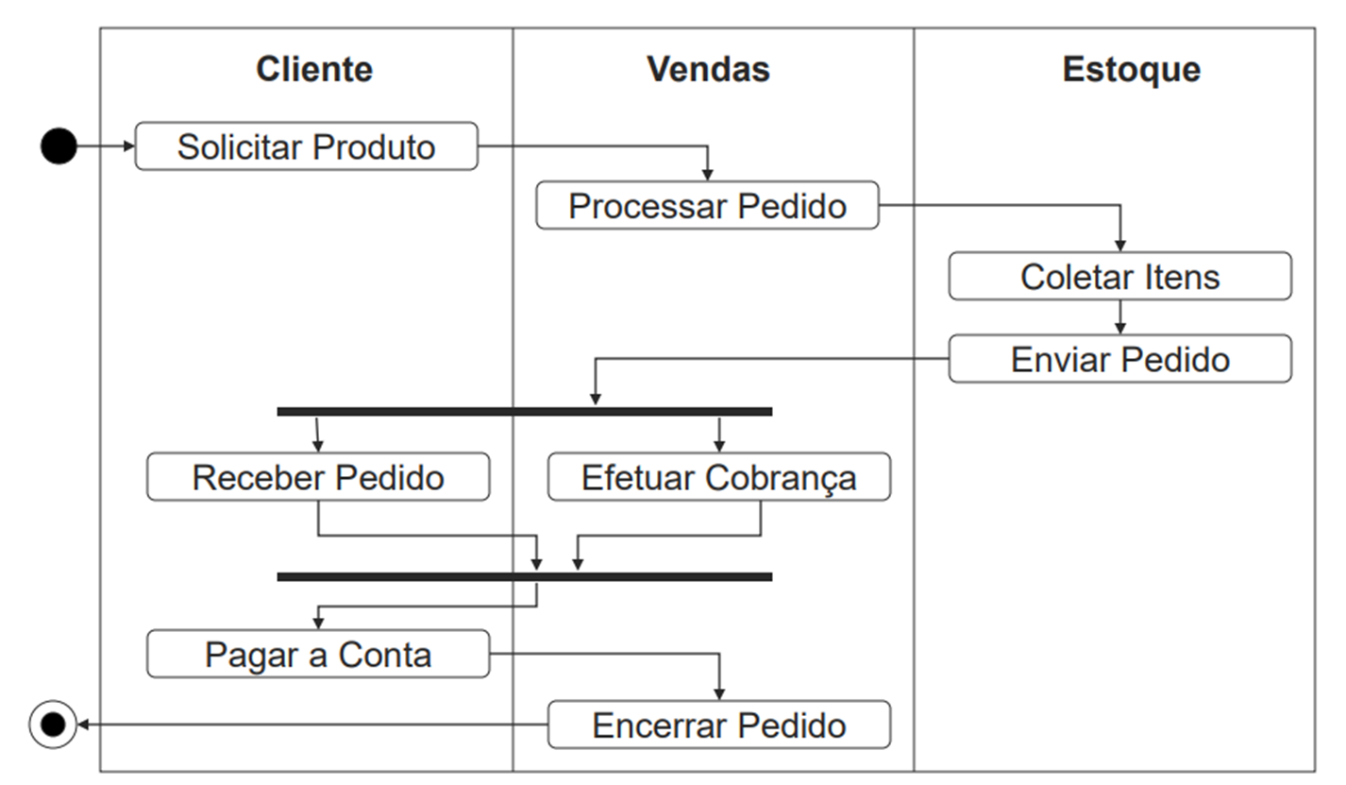 Cliente
Vendas
Estoque
Solicitar Produto
Processar Pedido
Coletar Itens
Enviar Pedido
Receber Pedido
Efetuar Cobrança
Pagar a Conta
Encerrar Pedido